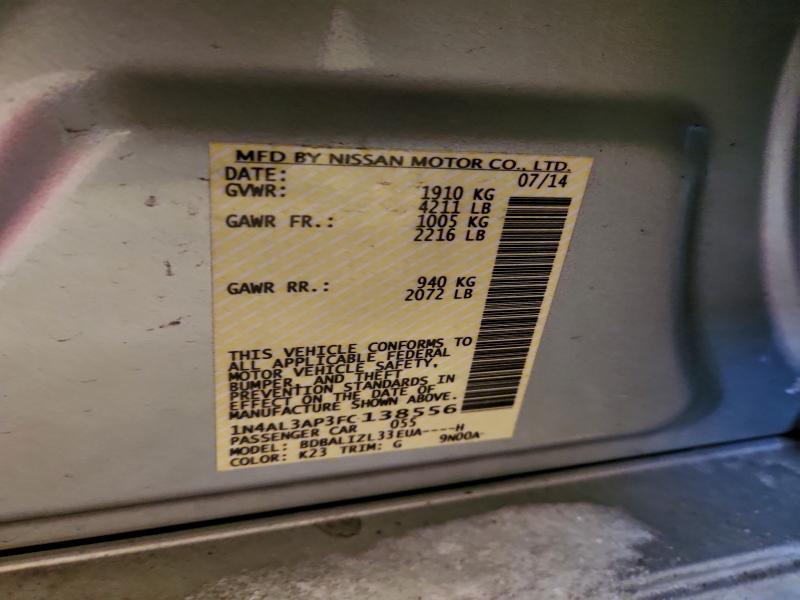 MFD BY NISSAN MOTOR CO., LTD.
DATE: 07/14
GVWR: 1910 KG
4211 LB
GAWR FR.: 1005 KG
2216 LB
GAWR RR.: 940 KG
2072 LB
THIS VEHICLE CONFORMS TO
ALL APPLICABLE FEDERAL
MOTOR VEHICLE SAFETY,
BUMPER, AND THEFT
PREVENTION STANDARDS IN
EFFECT ON THE DATE OF
MANUFACTURE SHOWN ABOVE.
1N4AL3AP3FC138556
PASSENGER CAR 055
MODEL: BDBALIZL33EUA----H
COLOR: K23 TRIM: G 9N00A